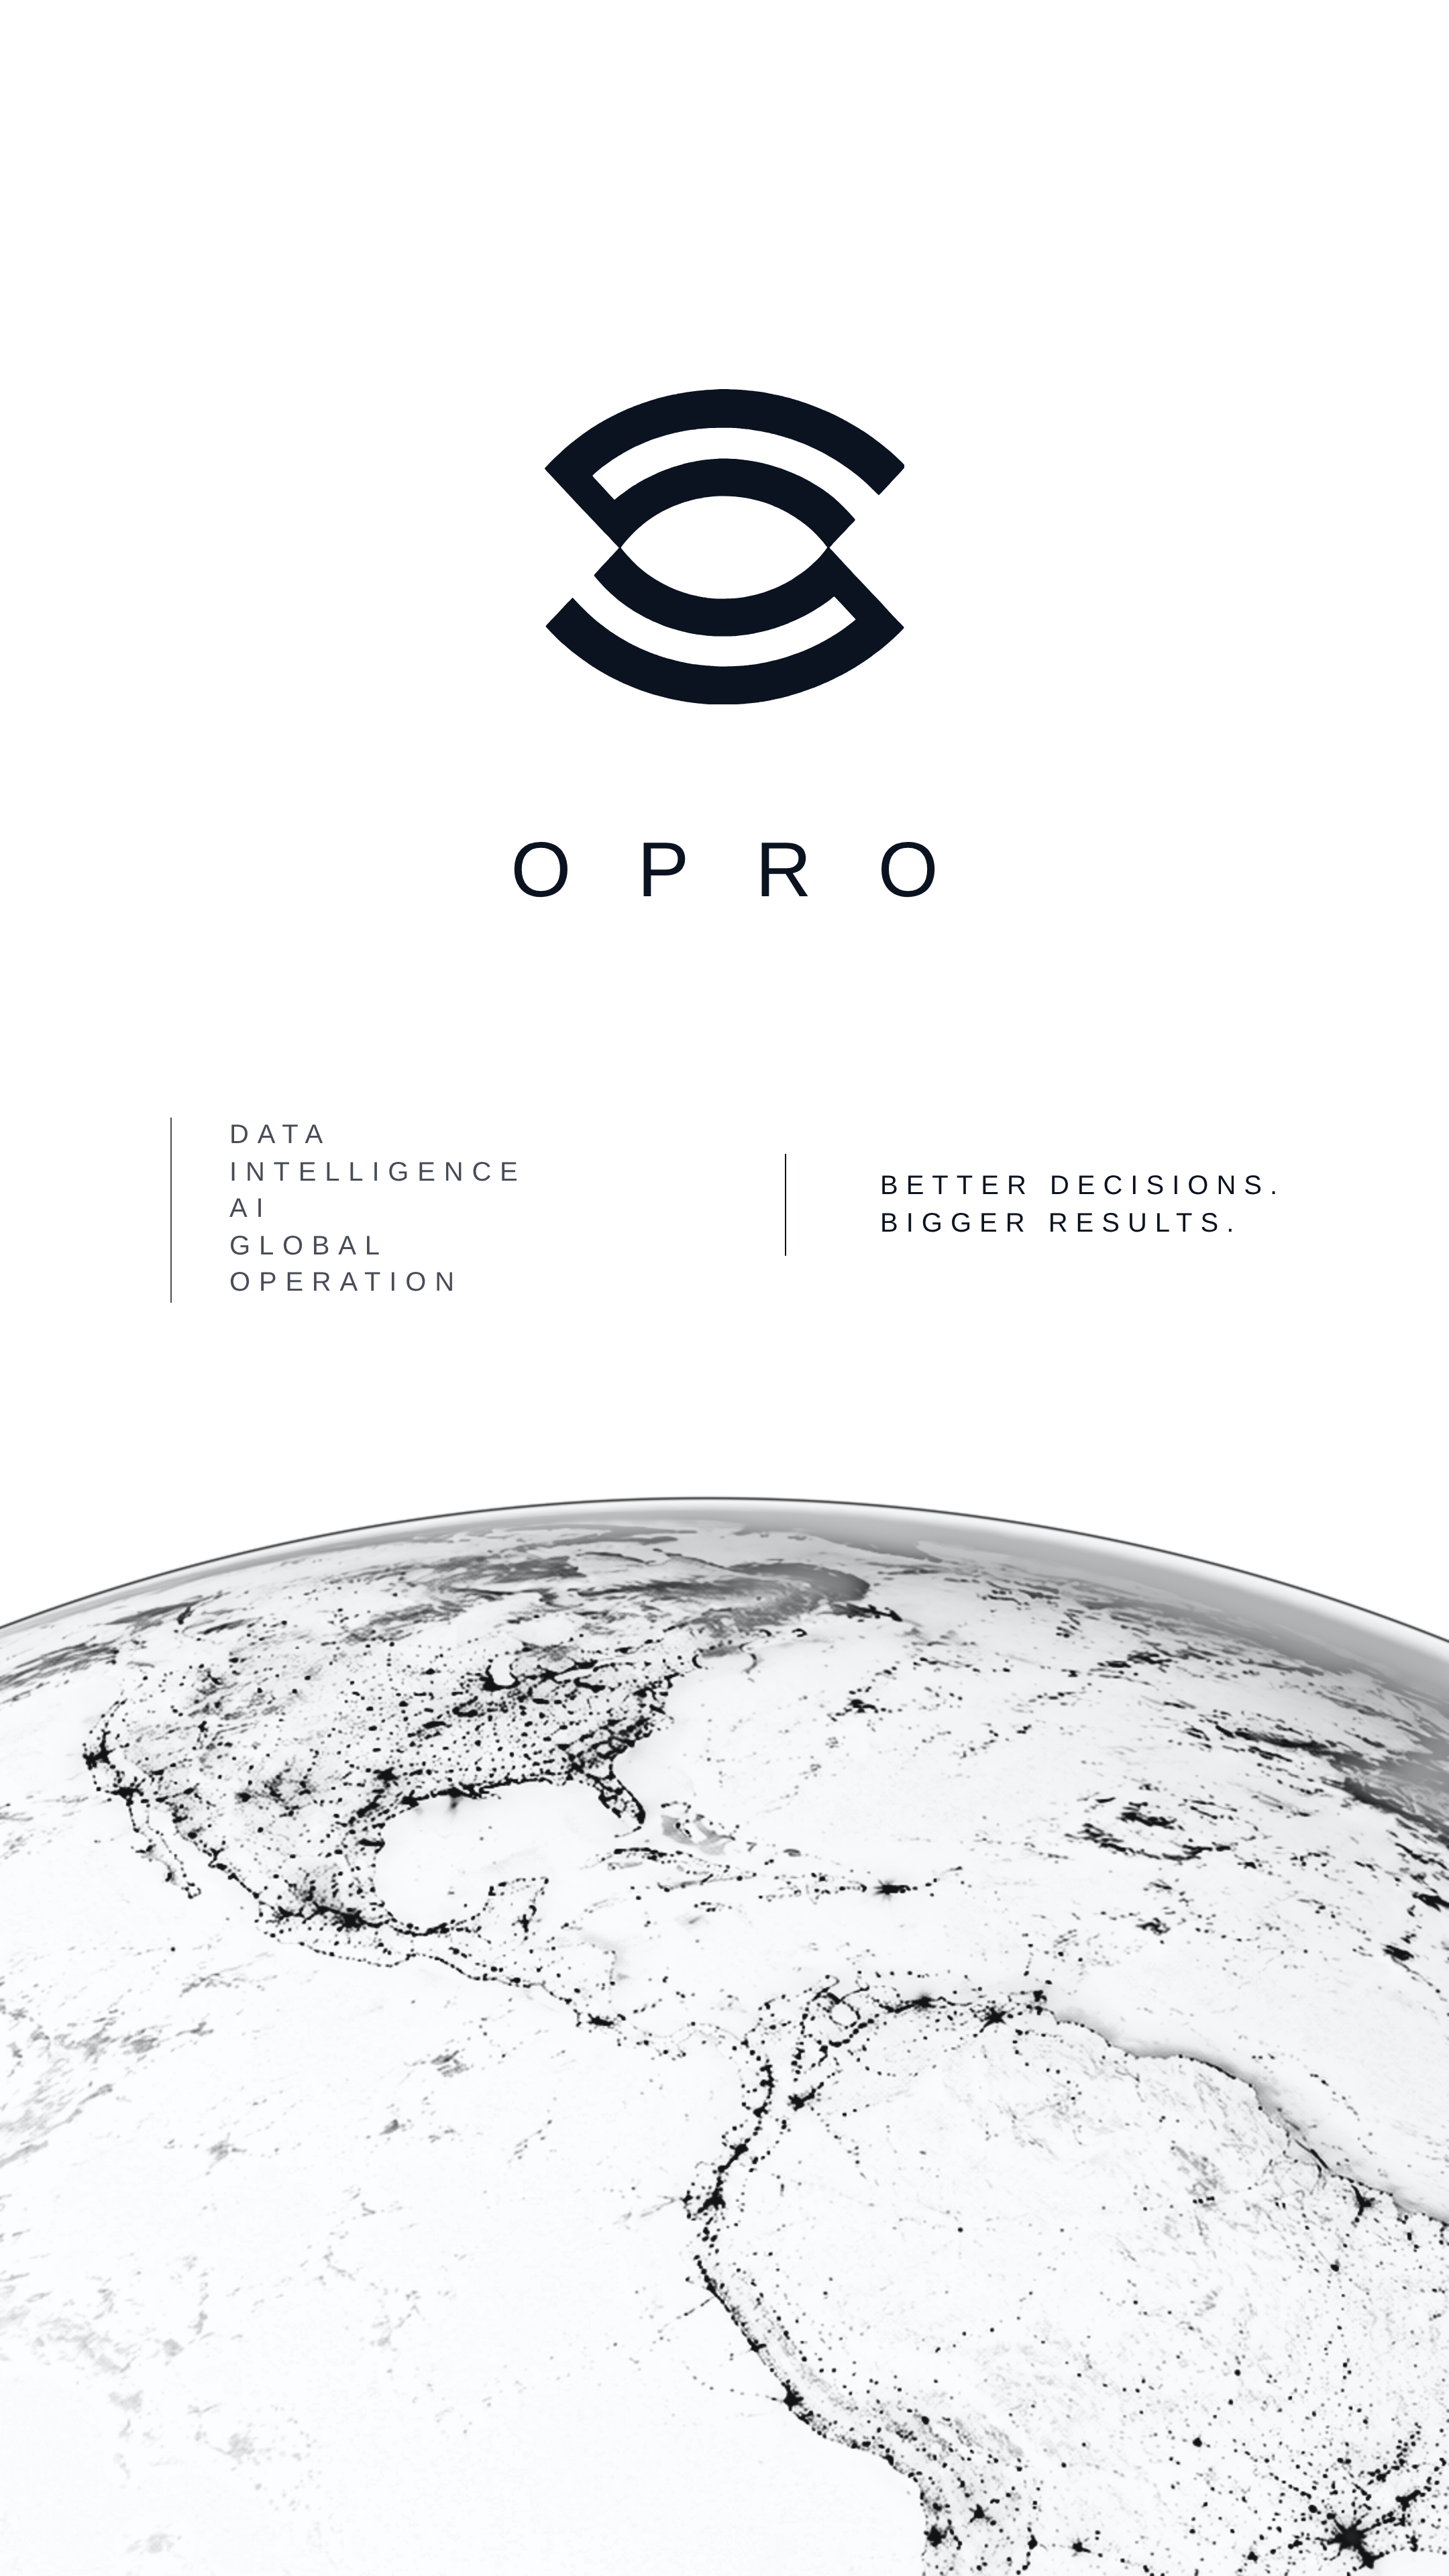 OPRO
DATA
INTELLIGENCE
AI
GLOBAL
OPERATION
BETTER DECISIONS.
BIGGER RESULTS.